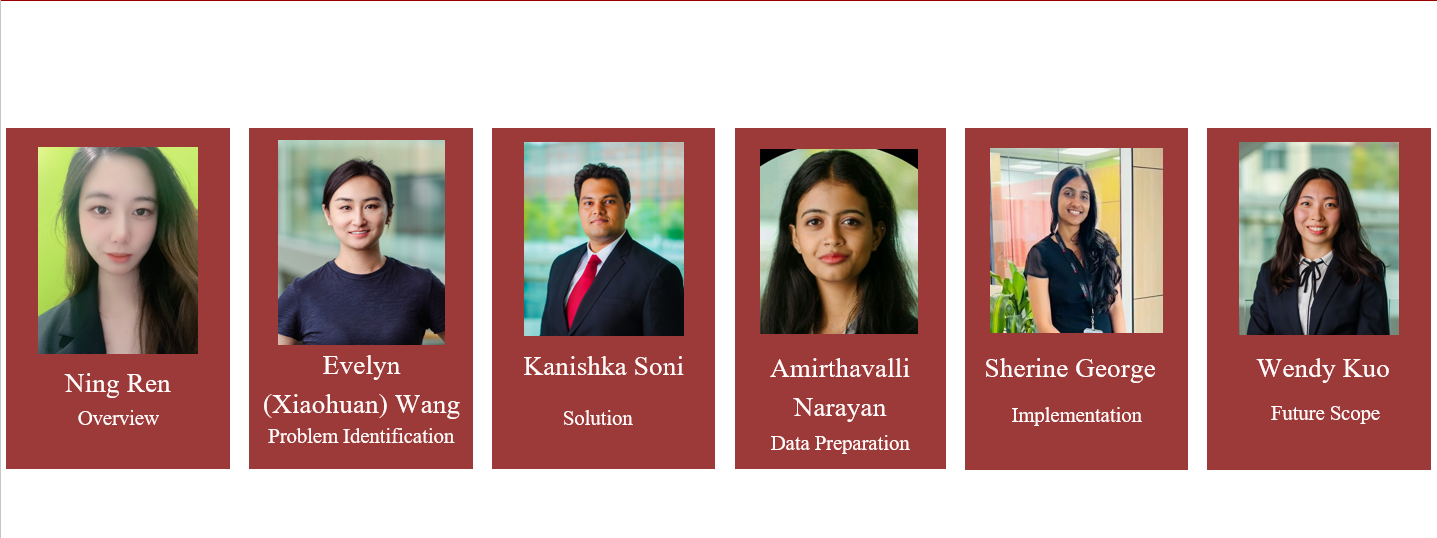 Ning Ren
Overview
Evelyn
(Xiaohuan) Wang
Problem Identification
Kanishka Soni
Solution
Amirthavalli
Narayan
Data Preparation
Sherine George
Implementation
Wendy Kuo
Future Scope